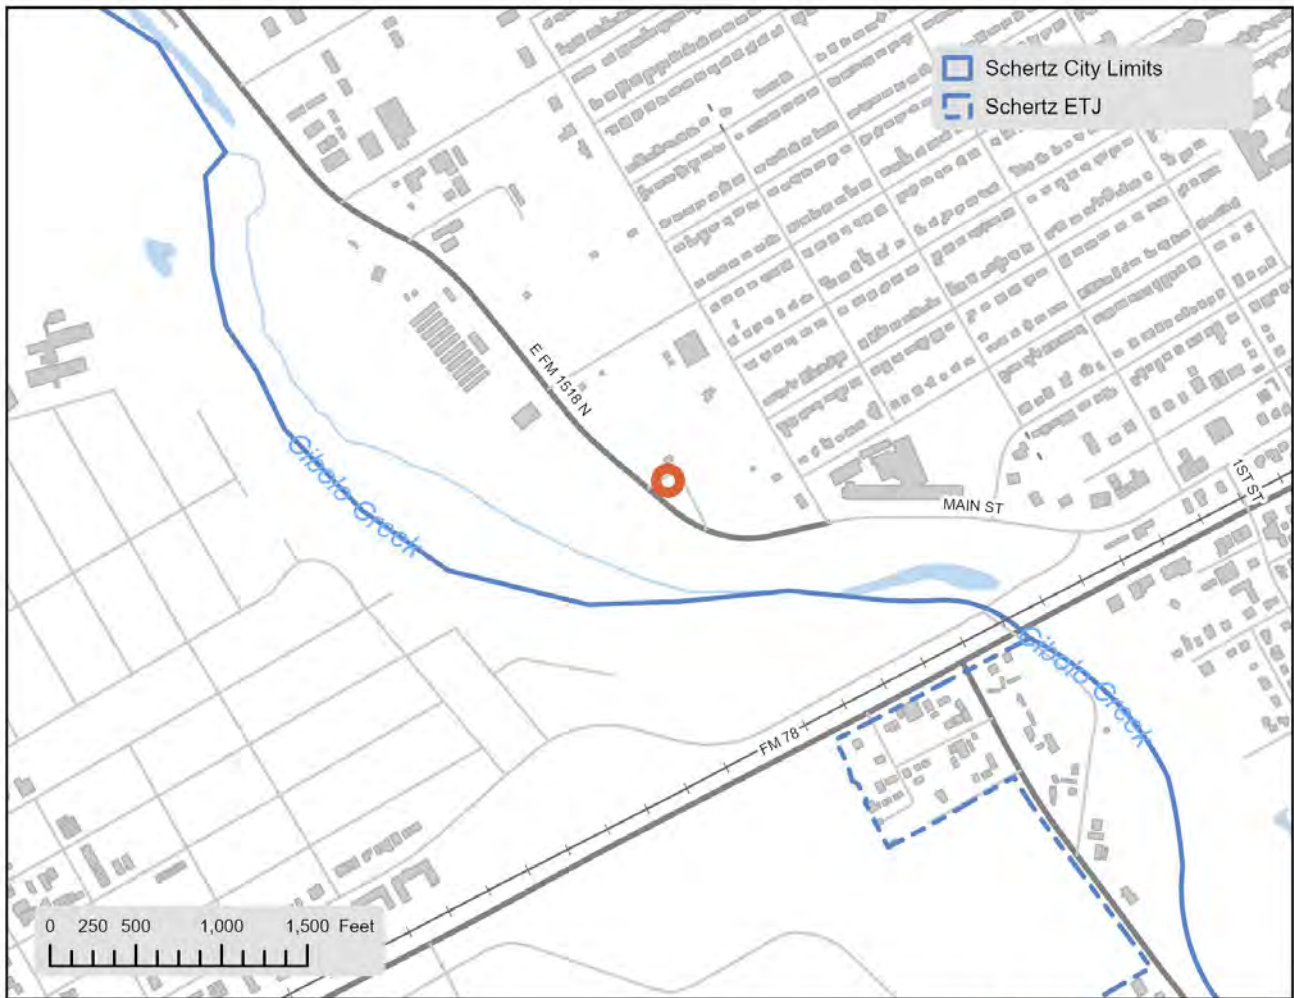 Schertz City Limits
Schertz ETJ
E FM 1518 N
1ST ST
MAIN ST
Cibolo Creek
Cibolo Creek
FM 78
0 250 500 1,000 1,500 Feet